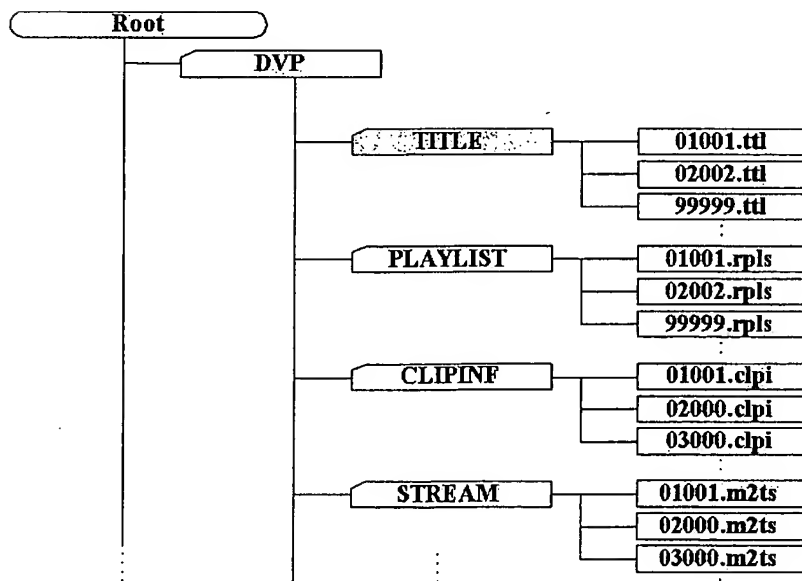 Root
DVP
TITLE
01001.ttl
02002.ttl
99999.ttl
PLAYLIST
01001.rpls
02002.rpls
99999.rpls
CLIPINF
01001.clpi
02000.clpi
03000.clpi
STREAM
01001.m2ts
02000.m2ts
03000.m2ts